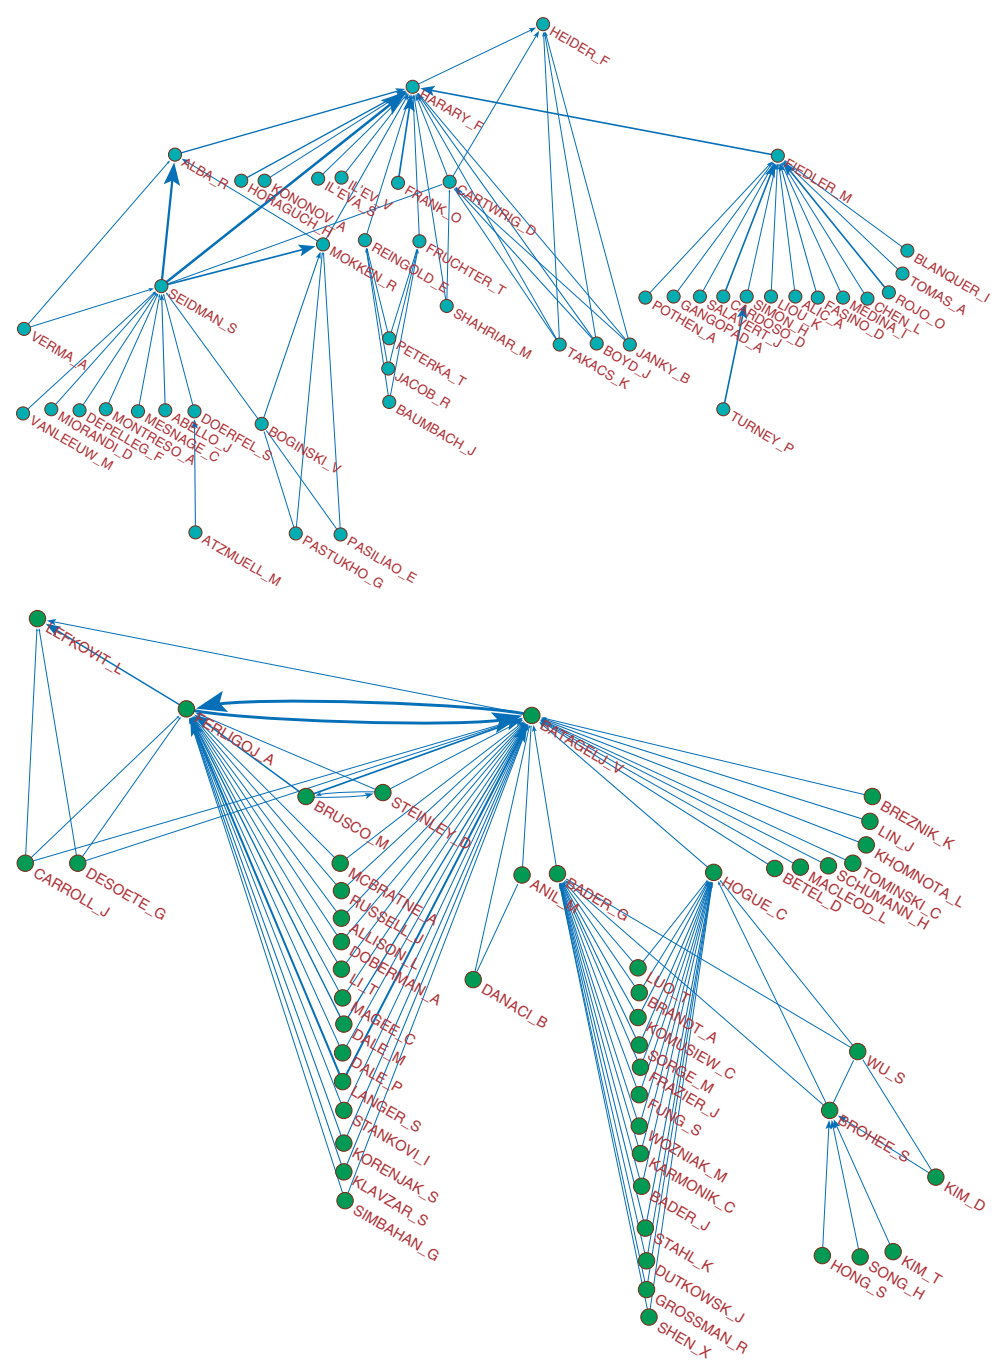 HEIDER_F
HARARY_F
ALBA_R
HORAGUCH_H
KONONOV_A
IL'EVA_S
IL'EV_V
FRANK_O
CARTWRIG_D
FIEDLER_M
SEIDMAN_S
MOKKEN_R
REINGOLD_E
FRUCHTER_T
SHAHRIAR_M
VERMA_A
PETERKA_T
JACOB_R
BAUMBACH_J
TAKACS_K
BOYD_J
JANKY_B
POTHEN_A
GANGOPAD_A
SALAYERT_J
CARDOSO_D
SIMON_H
LIOU_K
ALIC_A
FASINO_D
MEDINA_I
CHEN_L
ROJO_O
TOMAS_A
BLANQUER_I
TURNEY_P
VANLEEUW_M
MIORANDI_D
DEPELLEG_F
MONTRESO_A
MESNAGE_C
ABELLO_J
DOERFEL_S
BOGINSKI_V
ATZMUELL_M
PASTUKHO_G
PASILIAO_E
LEFKOVIT_L
FERLIGOJ_A
BATAGELJ_V
BRUSCO_M
STEINLEY_D
CARROLL_J
DESOETE_G
MCBRATNE_A
RUSSELL_J
ALLISON_L
DOBERMAN_A
LI_T
MAGEE_C
DALE_M
DALE_P
LANGER_S
STANKOVI_I
KORENJAK_S
KLAVZAR_S
SIMBAHAN_G
ANIL_M
BADER_G
DANACI_B
HOGUE_C
BREZNIK_K
LIN_J
KHOMNOTA_L
TOMINSKI_C
SCHUMANN_H
MACLEOD_L
BETEL_D
LUO_T
BRANDT_A
KOMUSIEW_C
SORGE_M
FRAZIER_J
FUNG_S
WOZNIAK_M
KARMONIK_C
BADER_J
STAHL_K
DUTKOWSK_J
GROSSMAN_R
SHEN_X
WU_S
BROHEE_S
KIM_D
HONG_S
SONG_H
KIM_T